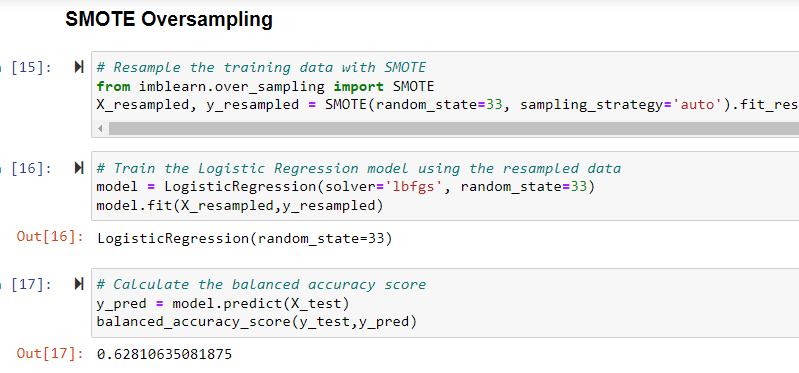 SMOTE Oversampling
[15]:
# Resample the training data with SMOTE
from imblearn.over_sampling import SMOTE
X_resampled, y_resampled = SMOTE(random_state=33, sampling_strategy='auto').fit_res
[16]:
# Train the Logistic Regression model using the resampled data
model = LogisticRegression(solver='lbfgs', random_state=33)
model.fit(X_resampled,y_resampled)
Out[16]: LogisticRegression(random_state=33)
[17]:
# Calculate the balanced accuracy score
y_pred = model.predict(X_test)
balanced_accuracy_score(y_test,y_pred)
Out[17]: 0.62810635081875